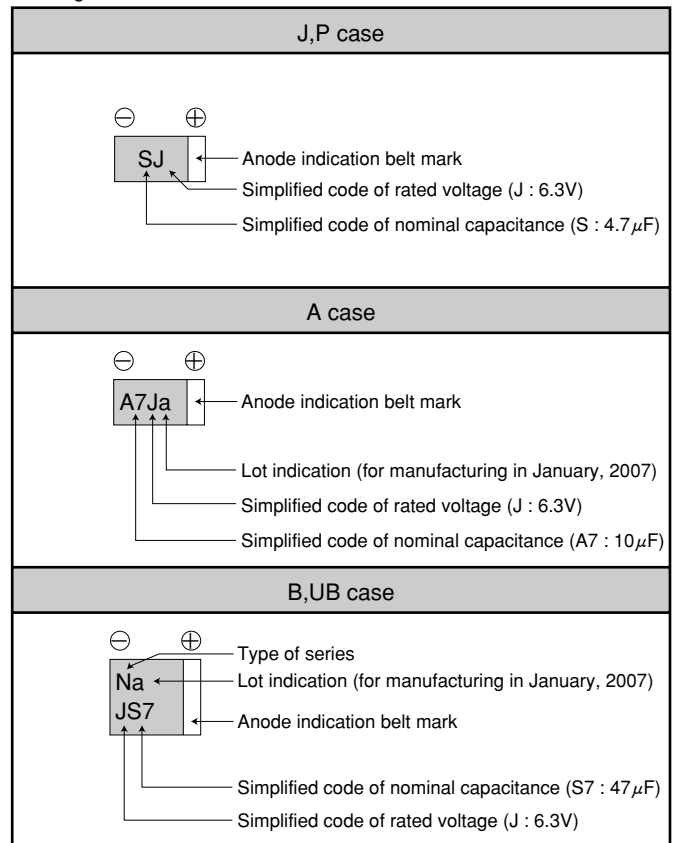 J,P case
⊖ ⊕
SJ
Anode indication belt mark
Simplified code of rated voltage (J : 6.3V)
Simplified code of nominal capacitance (S : 4.7μF)
A case
⊖ ⊕
A7Ja
Anode indication belt mark
Lot indication (for manufacturing in January, 2007)
Simplified code of rated voltage (J : 6.3V)
Simplified code of nominal capacitance (A7 : 10μF)
B,UB case
⊖ ⊕
Type of series
Na
Lot indication (for manufacturing in January, 2007)
JS7
Anode indication belt mark
Simplified code of nominal capacitance (S7 : 47μF)
Simplified code of rated voltage (J : 6.3V)